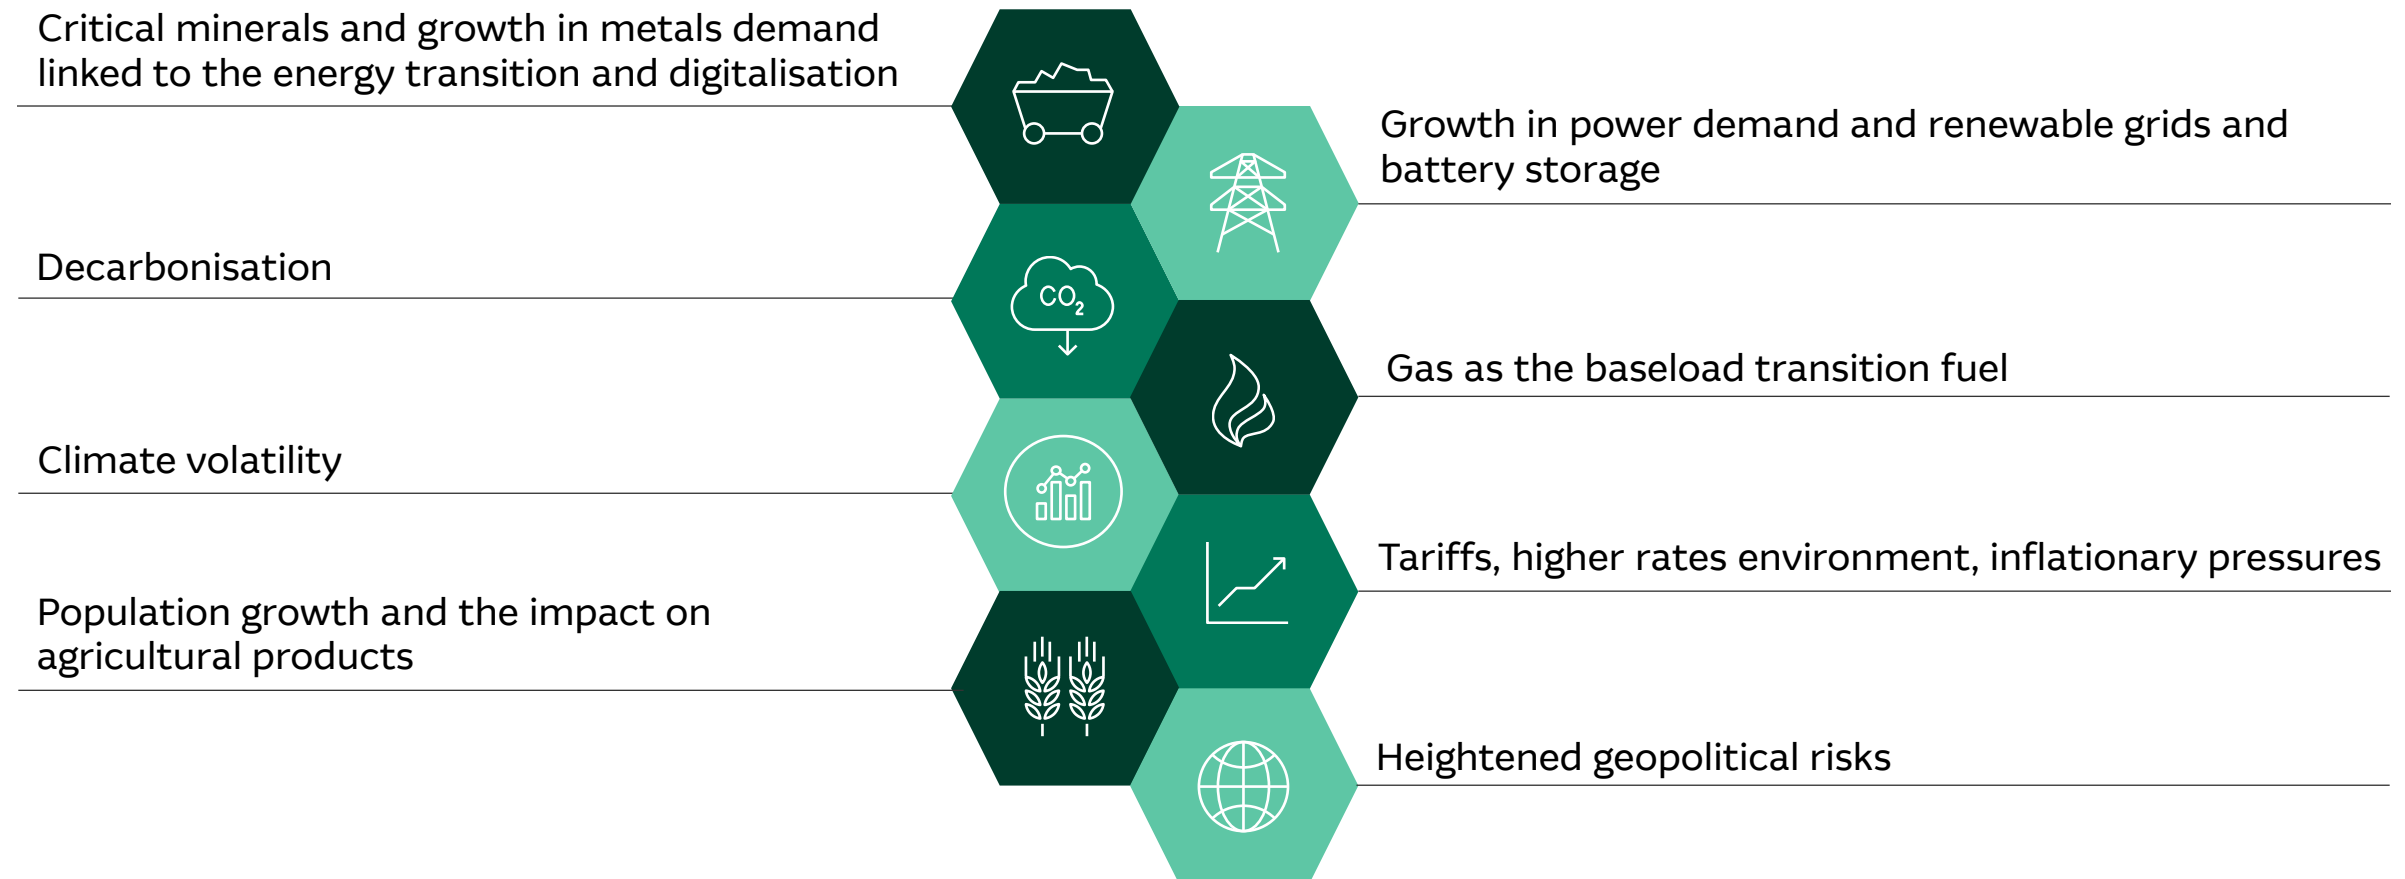 Critical minerals and growth in metals demand
linked to the energy transition and digitalisation
Growth in power demand and renewable grids and
battery storage
Decarbonisation
CO2
Gas as the baseload transition fuel
Climate volatility
Tariffs, higher rates environment, inflationary pressures
Population growth and the impact on
agricultural products
Heightened geopolitical risks